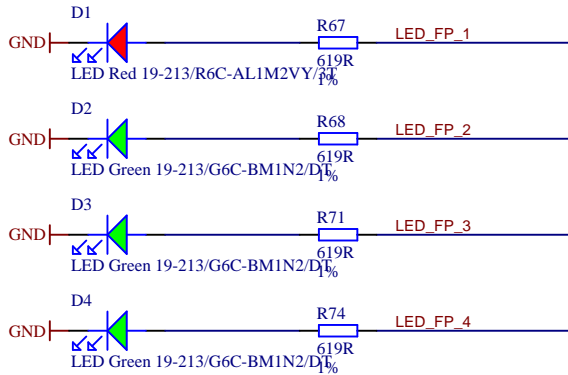 D1
R67
LED_FP_1
GND
619R
LED Red 19-213/R6C-AL1M2VY/3T
1%
D2
R68
LED_FP_2
GND
619R
LED Green 19-213/G6C-BM1N2/DT
1%
D3
R71
LED_FP_3
GND
619R
LED Green 19-213/G6C-BM1N2/DT
1%
D4
R74
LED_FP_4
GND
619R
LED Green 19-213/G6C-BM1N2/DT
1%